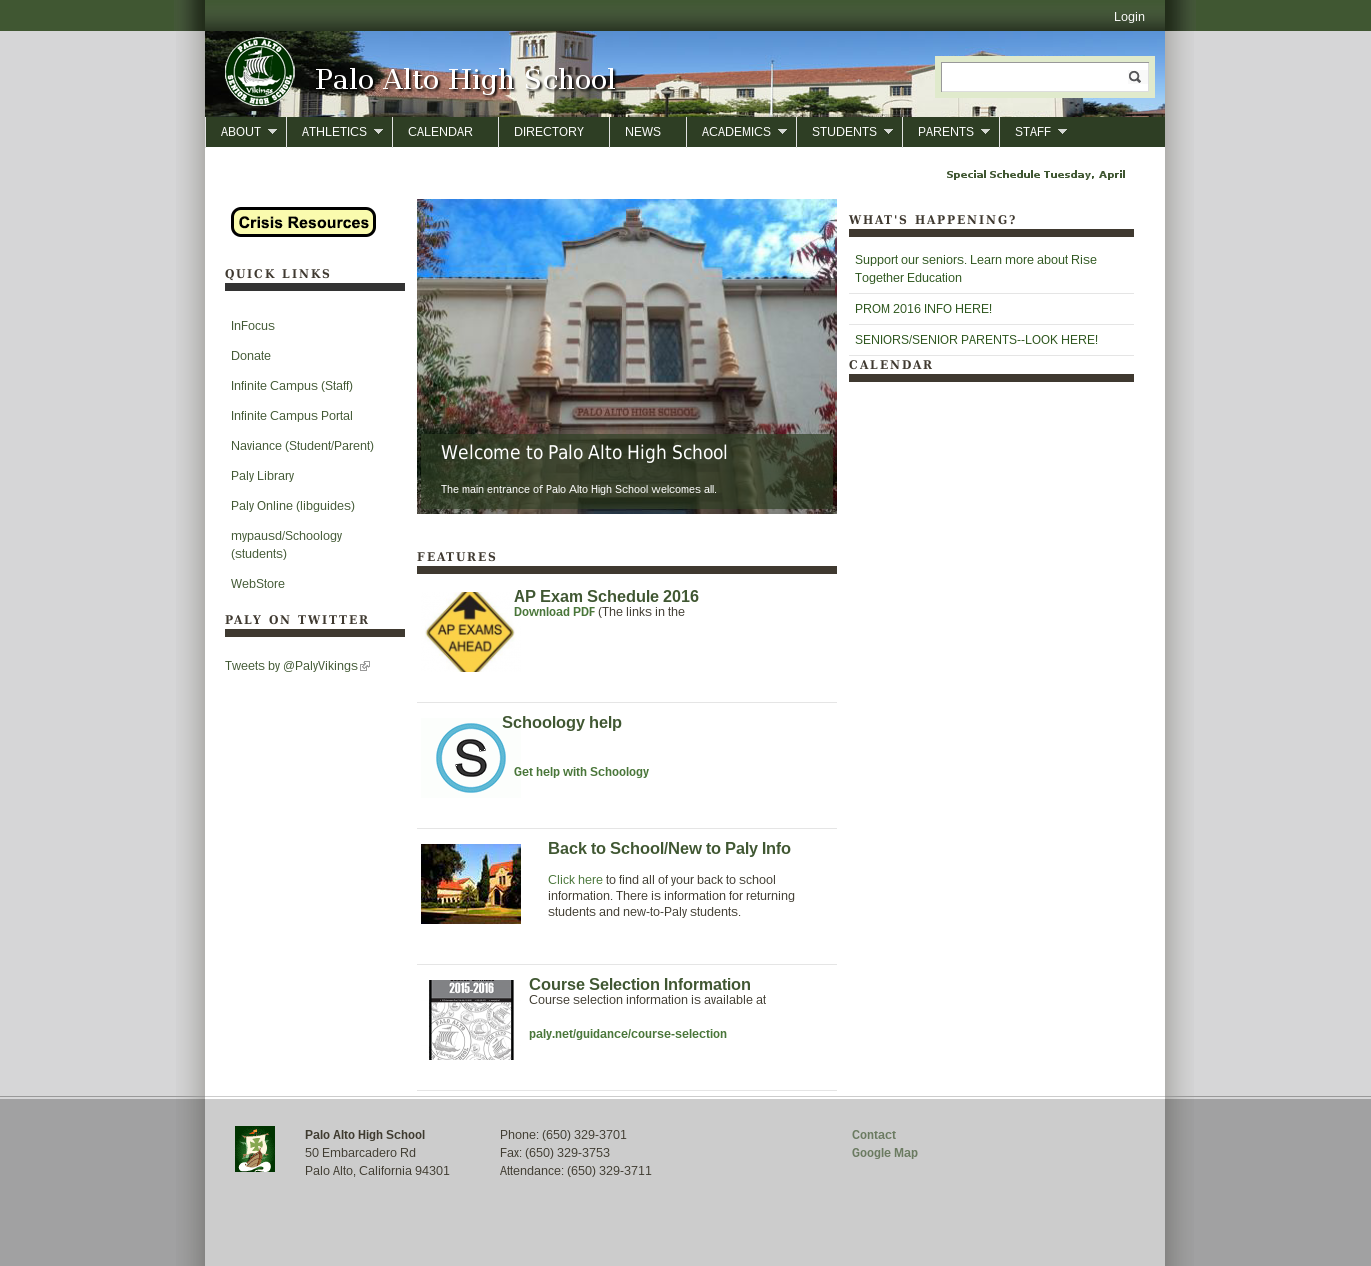 Login
PALO ALTO
Vikings
SENIOR HIGH SCHOOL
Palo Alto High School
ABOUT
ATHLETICS
CALENDAR
DIRECTORY
NEWS
ACADEMICS
STUDENTS
PARENTS
STAFF
Special Schedule Tuesday, April
Crisis Resources
QUICK LINKS
InFocus
Donate
Infinite Campus (Staff)
Infinite Campus Portal
Naviance (Student/Parent)
Paly Library
Paly Online (libguides)
mypausd/Schoology
(students)
WebStore
PALY ON TWITTER
Tweets by @PalyVikings
PALO ALTO HIGH SCHOOL
Welcome to Palo Alto High School
The main entrance of Palo Alto High School welcomes all.
FEATURES
AP EXAMS
AHEAD
AP Exam Schedule 2016
Download PDF (The links in the
S
Schoology help
Get help with Schoology
Back to School/New to Paly Info
Click here to find all of your back to school
information. There is information for returning
students and new-to-Paly students.
2015-2016
PALO ALTO
Course Selection Information
Course selection information is available at
paly.net/guidance/course-selection
WHAT'S HAPPENING?
Support our seniors. Learn more about Rise
Together Education
PROM 2016 INFO HERE!
SENIORS/SENIOR PARENTS--LOOK HERE!
CALENDAR
Palo Alto High School
50 Embarcadero Rd
Palo Alto, California 94301
Phone: (650) 329-3701
Fax: (650) 329-3753
Attendance: (650) 329-3711
Contact
Google Map